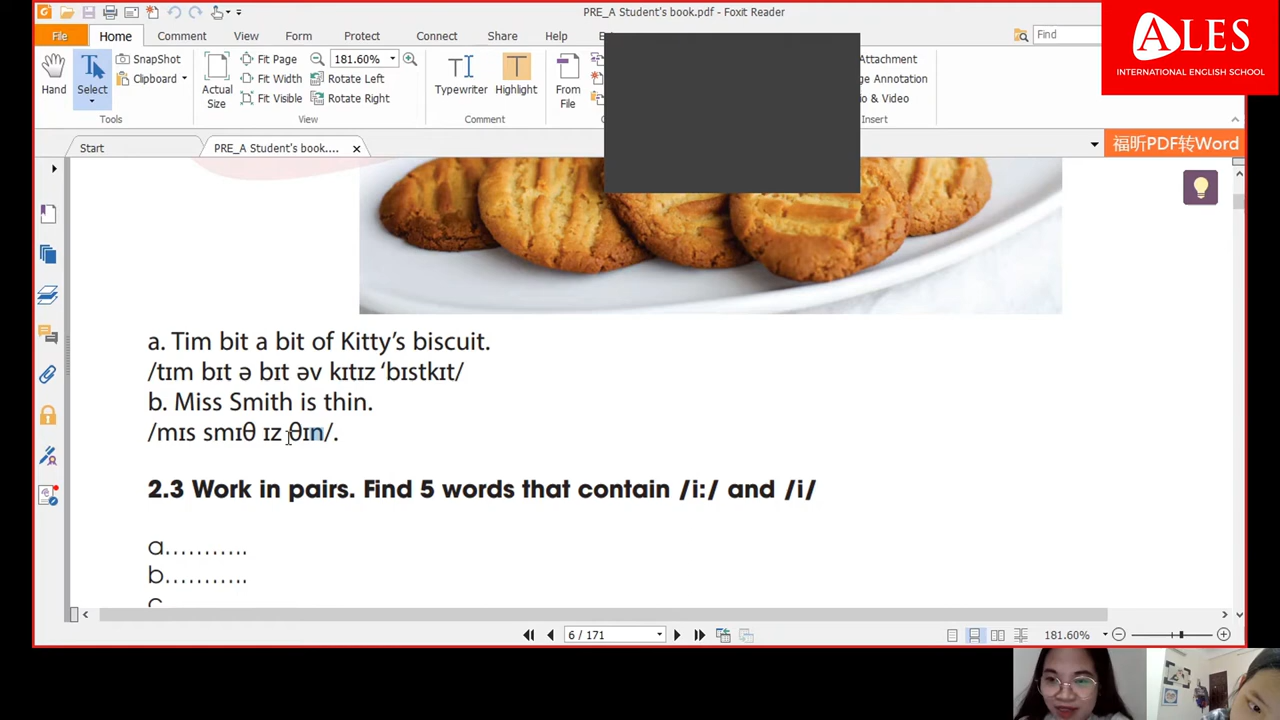 PRE_A Student's book.pdf - Foxit Reader
ALES
INTERNATIONAL ENGLISH SCHOOL
File Home Comment View Form Protect Connect Share Help
Find
Hand
Select
SnapShot
Clipboard
Tools
Actual Size
Fit Page
Fit Width
Fit Visible
181.60%
Rotate Left
Rotate Right
View
Typewriter
Highlight
Comment
From File
Attachment
Annotation
& Video
Insert
Start
PRE_A Student's book....
福昕PDF转Word
a. Tim bit a bit of Kitty’s biscuit.
/tɪm bɪt ə bɪt əv kɪtɪz ‘bɪstkɪt/
b. Miss Smith is thin.
/mɪs smɪθ ɪz θɪn/.
2.3 Work in pairs. Find 5 words that contain /i:/ and /i/
a...........
b...........
6 / 171
181.60%